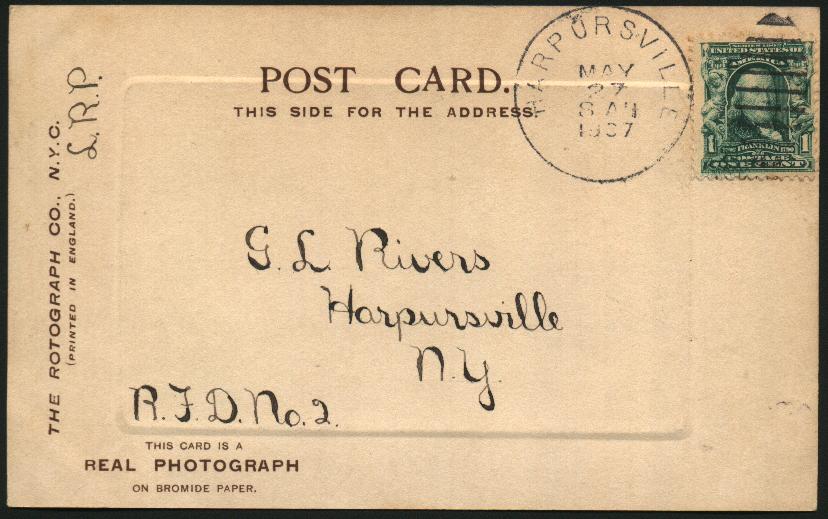 POST CARD.
THIS SIDE FOR THE ADDRESS.
HARPURSVILLE
MAY
27
8 AM
1907
UNITED STATES OF
AMERICA
FRANKLIN
1 1
POSTAGE
ONE CENT
L.R.P.
THE ROTOGRAPH CO., N.Y.C.
(PRINTED IN ENGLAND.)
G. L. Rivers
Harpursville
N.Y.
R.F.D. No. 2.
THIS CARD IS A
REAL PHOTOGRAPH
ON BROMIDE PAPER.